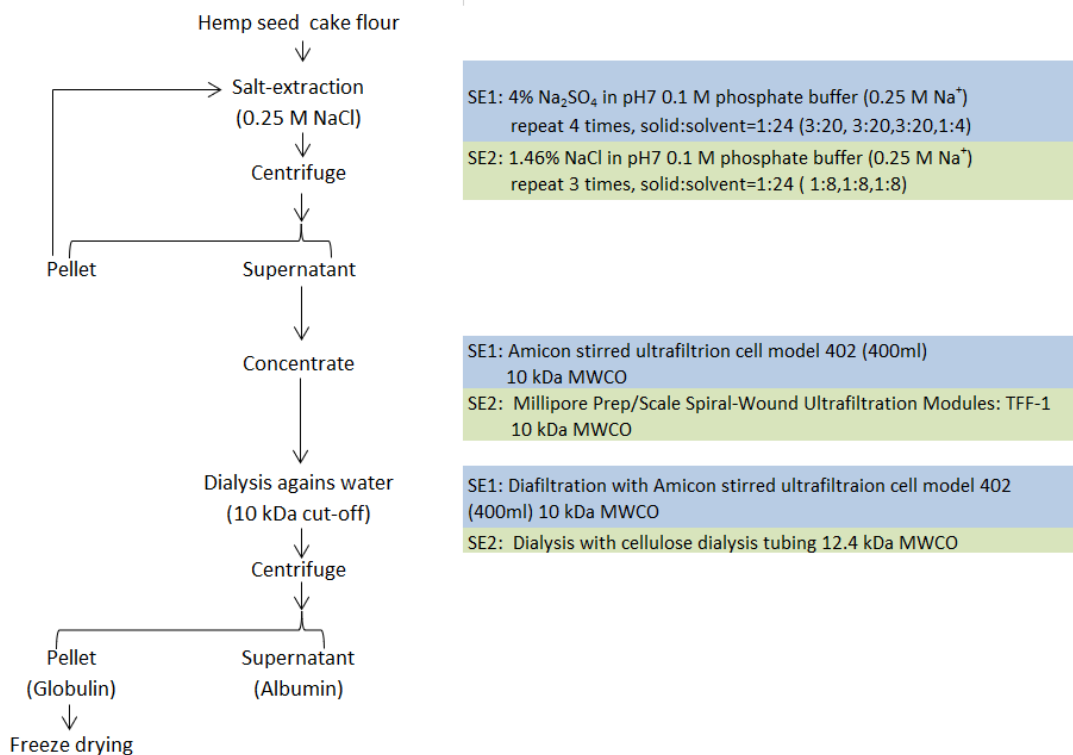 Hemp seed cake flour
Salt-extraction
(0.25 M NaCl)
SE1: 4% Na₂SO₄ in pH7 0.1 M phosphate buffer (0.25 M Na⁺)
repeat 4 times, solid:solvent=1:24 (3:20, 3:20,3:20,1:4)
SE2: 1.46% NaCl in pH7 0.1 M phosphate buffer (0.25 M Na⁺)
repeat 3 times, solid:solvent=1:24 ( 1:8,1:8,1:8)
Centrifuge
Pellet
Supernatant
Concentrate
SE1: Amicon stirred ultrafiltrion cell model 402 (400ml)
10 kDa MWCO
SE2: Millipore Prep/Scale Spiral-Wound Ultrafiltration Modules: TFF-1
10 kDa MWCO
Dialysis agains water
(10 kDa cut-off)
SE1: Diafiltration with Amicon stirred ultrafiltraion cell model 402
(400ml) 10 kDa MWCO
SE2: Dialysis with cellulose dialysis tubing 12.4 kDa MWCO
Centrifuge
Pellet
(Globulin)
Supernatant
(Albumin)
Freeze drying